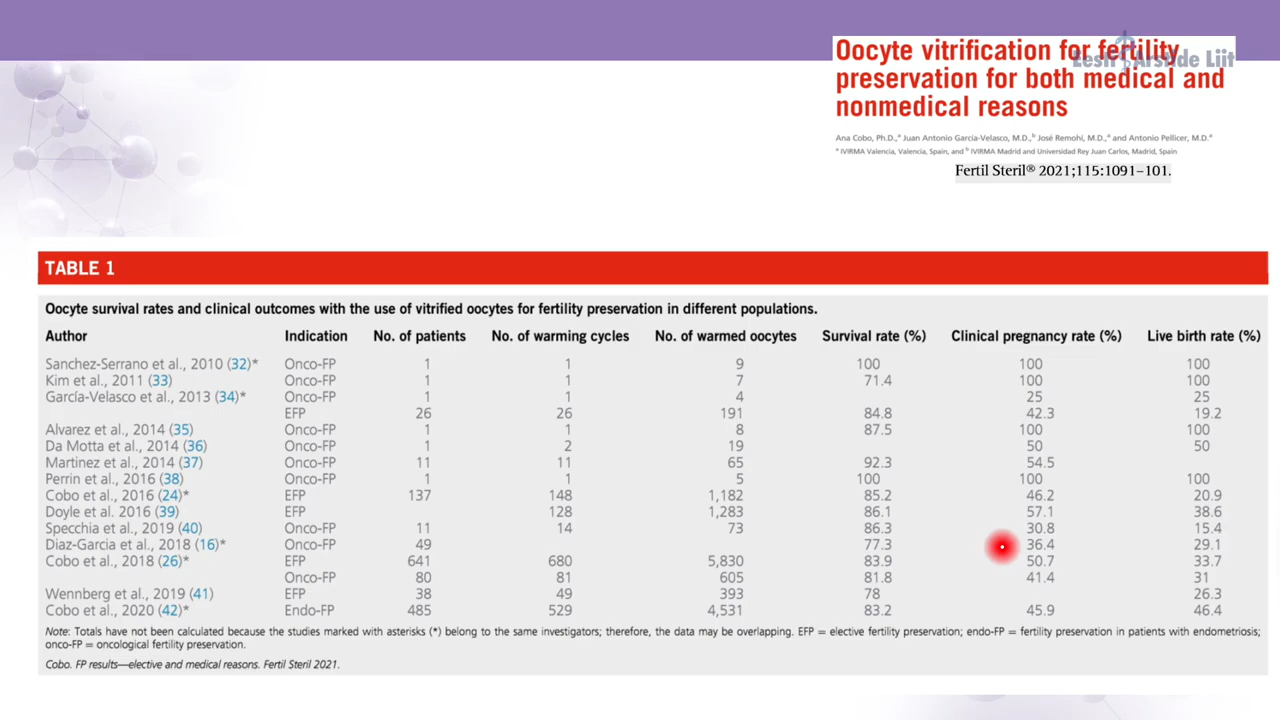 Oocyte vitrification for fertility
Eesti Arstide Liit
preservation for both medical and
nonmedical reasons
Ana Cobo, Ph.D.,ᵃ Juan Antonio García-Velasco, M.D.,ᵇ José Remohí, M.D.,ᵃ and Antonio Pellicer, M.D.ᵃ
ᵃ IVIRMA Valencia, Valencia, Spain, and ᵇ IVIRMA Madrid and Universidad Rey Juan Carlos, Madrid, Spain
Fertil Steril® 2021;115:1091–101.
TABLE 1
Oocyte survival rates and clinical outcomes with the use of vitrified oocytes for fertility preservation in different populations.
Author Indication No. of patients No. of warming cycles No. of warmed oocytes Survival rate (%) Clinical pregnancy rate (%) Live birth rate (%)
Sanchez-Serrano et al., 2010 (32)* Onco-FP 1 1 9 100 100 100
Kim et al., 2011 (33) Onco-FP 1 1 7 71.4 100 100
García-Velasco et al., 2013 (34)* Onco-FP 1 1 4 25 25
EFP 26 26 191 84.8 42.3 19.2
Alvarez et al., 2014 (35) Onco-FP 1 1 8 87.5 100 100
Da Motta et al., 2014 (36) Onco-FP 1 2 19 50 50
Martinez et al., 2014 (37) Onco-FP 11 11 65 92.3 54.5
Perrin et al., 2016 (38) Onco-FP 1 1 5 100 100 100
Cobo et al., 2016 (24)* EFP 137 148 1,182 85.2 46.2 20.9
Doyle et al. 2016 (39) EFP 128 1,283 86.1 57.1 38.6
Specchia et al., 2019 (40) Onco-FP 11 14 73 86.3 30.8 15.4
Diaz-Garcia et al., 2018 (16)* Onco-FP 49 77.3 36.4 29.1
Cobo et al., 2018 (26)* EFP 641 680 5,830 83.9 50.7 33.7
Onco-FP 80 81 605 81.8 41.4 31
Wennberg et al., 2019 (41) EFP 38 49 393 78 26.3
Cobo et al., 2020 (42)* Endo-FP 485 529 4,531 83.2 45.9 46.4
Note: Totals have not been calculated because the studies marked with asterisks (*) belong to the same investigators; therefore, the data may be overlapping. EFP = elective fertility preservation; endo-FP = fertility preservation in patients with endometriosis;
onco-FP = oncological fertility preservation.
Cobo. FP results—elective and medical reasons. Fertil Steril 2021.